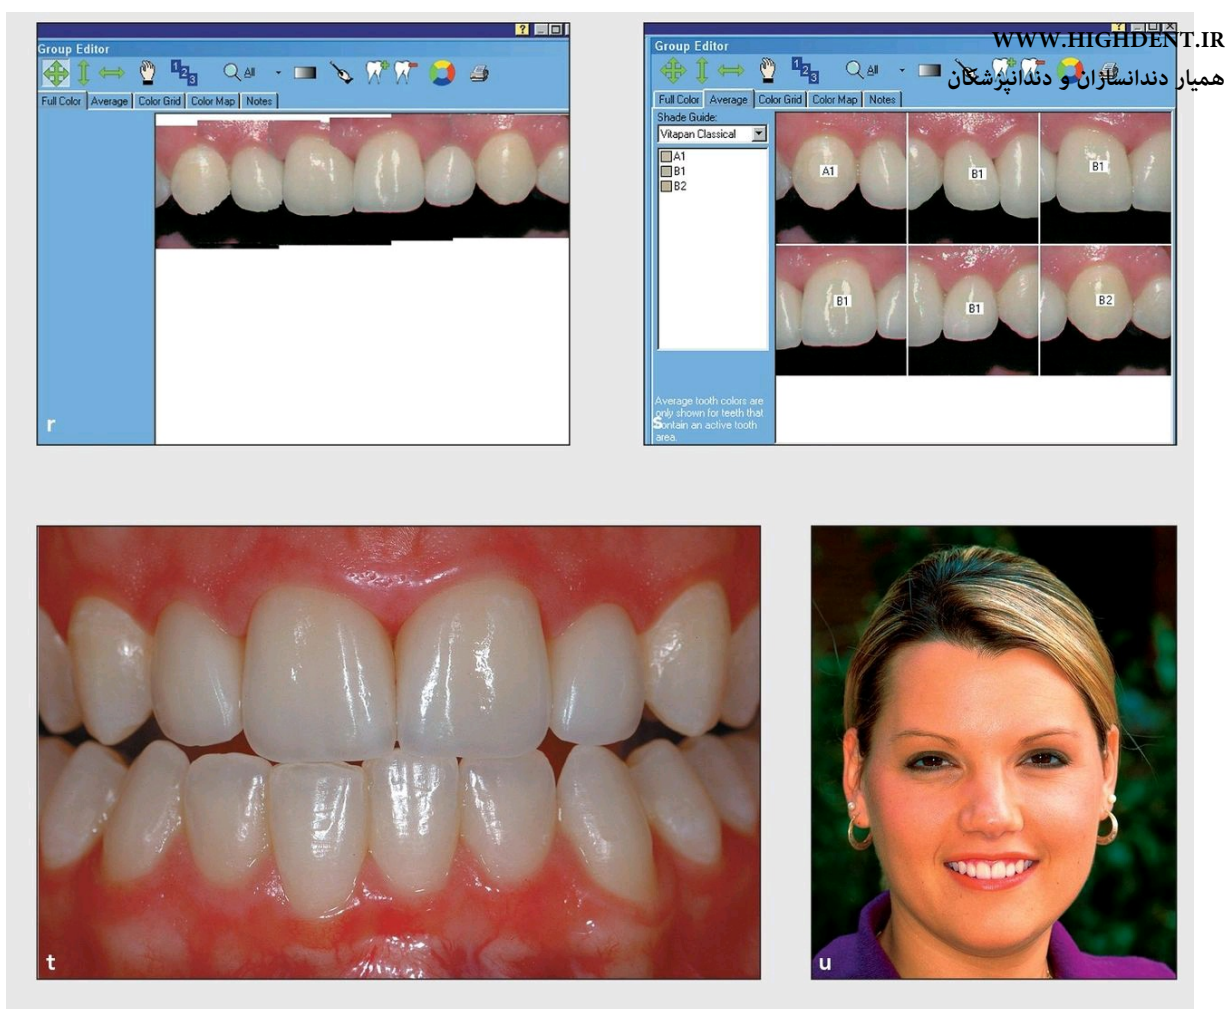 WWW.HIGHDENT.IR
همیار دندانسازان و دندانپزشکان
Group Editor
All
Full Color Average Color Grid Color Map Notes
r
Group Editor
All
Full Color Average Color Grid Color Map Notes
Shade Guide:
Vitapan Classical
A1
B1
B2
A1 B1 B1
B1 B1 B2
Average tooth colors are
only shown for teeth that
contain an active tooth
area.
s
t
u